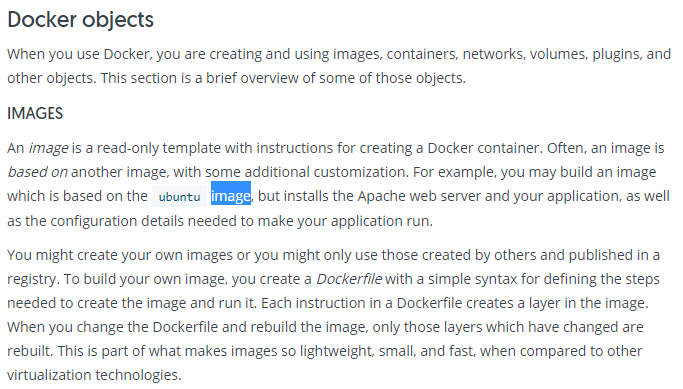 Docker objects
When you use Docker, you are creating and using images, containers, networks, volumes, plugins, and
other objects. This section is a brief overview of some of those objects.
IMAGES
An image is a read-only template with instructions for creating a Docker container. Often, an image is
based on another image, with some additional customization. For example, you may build an image
which is based on the ubuntu image, but installs the Apache web server and your application, as well
as the configuration details needed to make your application run.
You might create your own images or you might only use those created by others and published in a
registry. To build your own image, you create a Dockerfile with a simple syntax for defining the steps
needed to create the image and run it. Each instruction in a Dockerfile creates a layer in the image.
When you change the Dockerfile and rebuild the image, only those layers which have changed are
rebuilt. This is part of what makes images so lightweight, small, and fast, when compared to other
virtualization technologies.